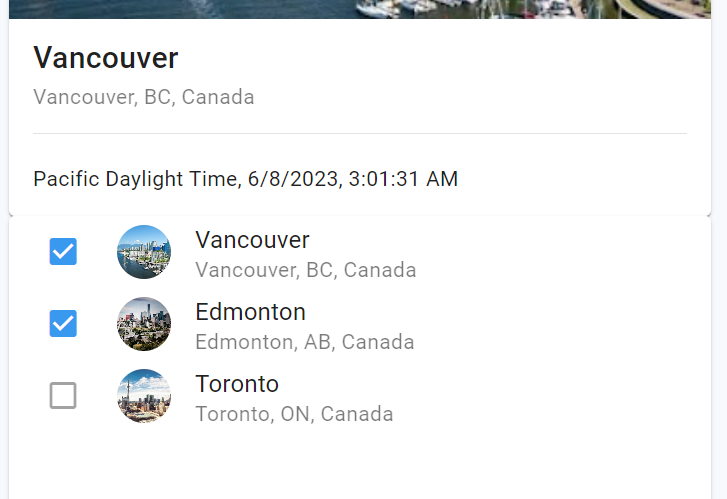 Vancouver
Vancouver, BC, Canada
Pacific Daylight Time, 6/8/2023, 3:01:31 AM
Vancouver
Vancouver, BC, Canada
Edmonton
Edmonton, AB, Canada
Toronto
Toronto, ON, Canada